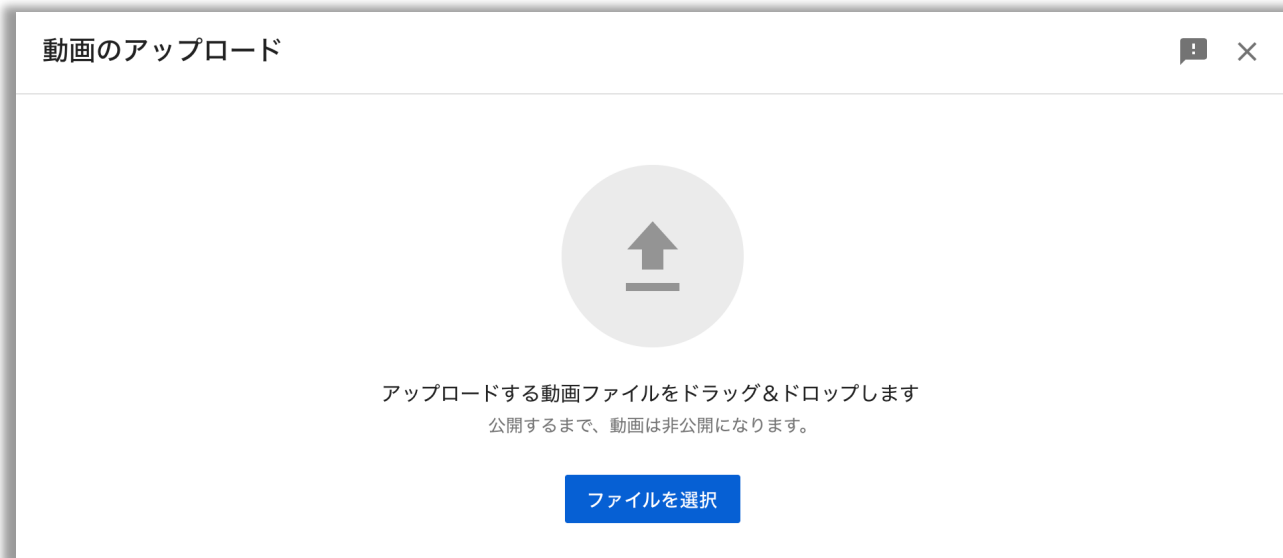 動画のアップロード
アップロードする動画ファイルをドラッグ＆ドロップします
公開するまで、動画は非公開になります。
ファイルを選択